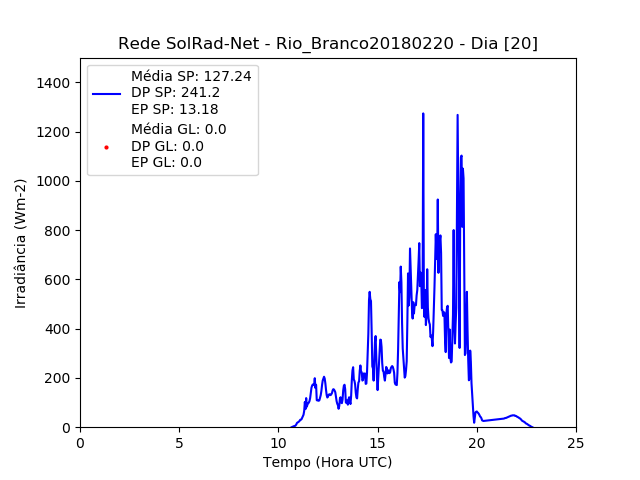 Rede SolRad-Net - Rio_Branco20180220 - Dia [20]
Média SP: 127.24
DP SP: 241.2
EP SP: 13.18
Média GL: 0.0
DP GL: 0.0
EP GL: 0.0
Irradiância (Wm-2)
1400
1200
1000
800
600
400
200
0
0 5 10 15 20 25
Tempo (Hora UTC)